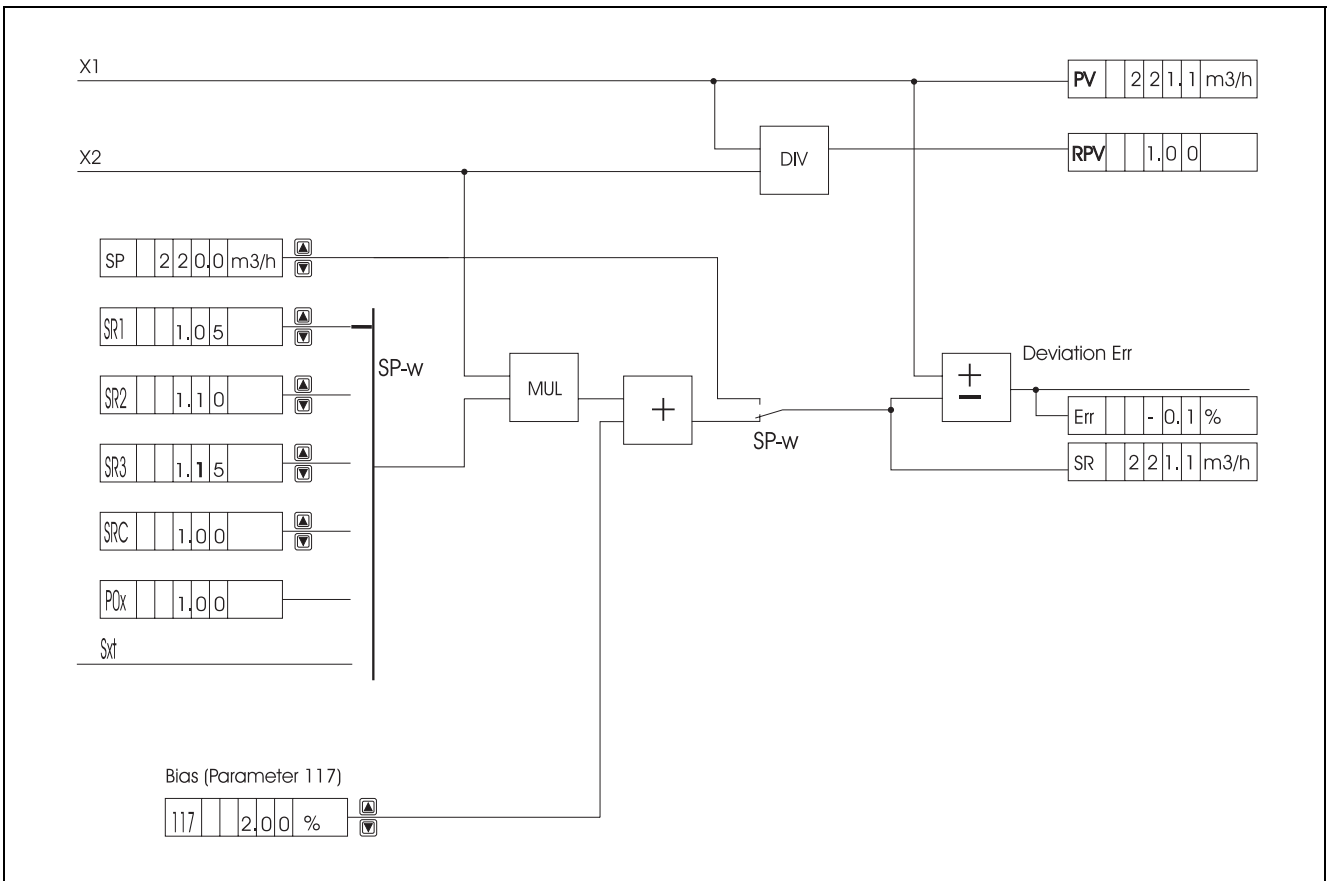 X1
PV 221.1 m3/h
X2
DIV
RPV 1.00
SP 220.0 m3/h
SR1 1.05
SP-w
MUL
+
SP-w
+
−
Deviation Err
Err - 0.1 %
SR 221.1 m3/h
SR2 1.10
SR3 1.15
SRC 1.00
P0x 1.00
Sxt
Bias (Parameter 117)
117 2.00 %